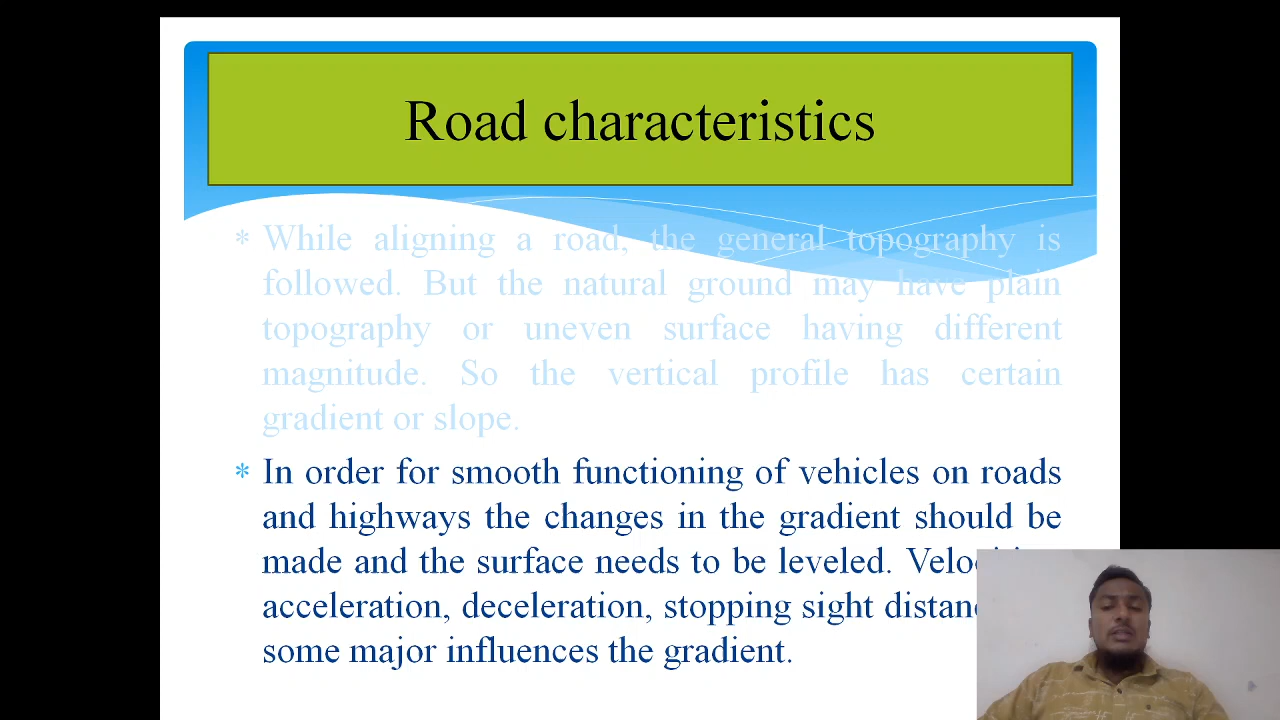 Road characteristics
* While aligning a road, the general topography is
followed. But the natural ground may have plain
topography or uneven surface having different
magnitude. So the vertical profile has certain
gradient or slope.
* In order for smooth functioning of vehicles on roads
and highways the changes in the gradient should be
made and the surface needs to be leveled.
acceleration, deceleration, stopping sight
some major influences the gradient.